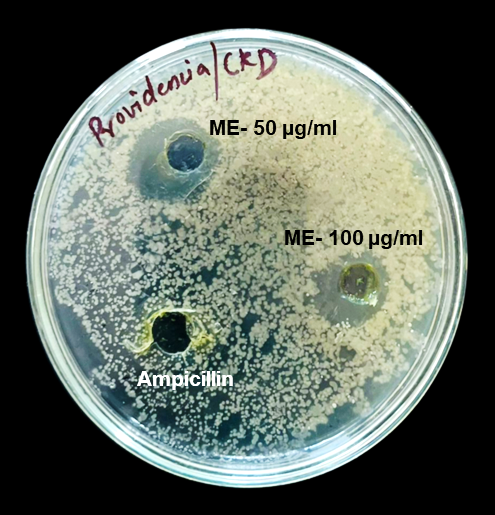 Providencia/CKD
ME- 50 µg/ml
ME- 100 µg/ml
Ampicillin